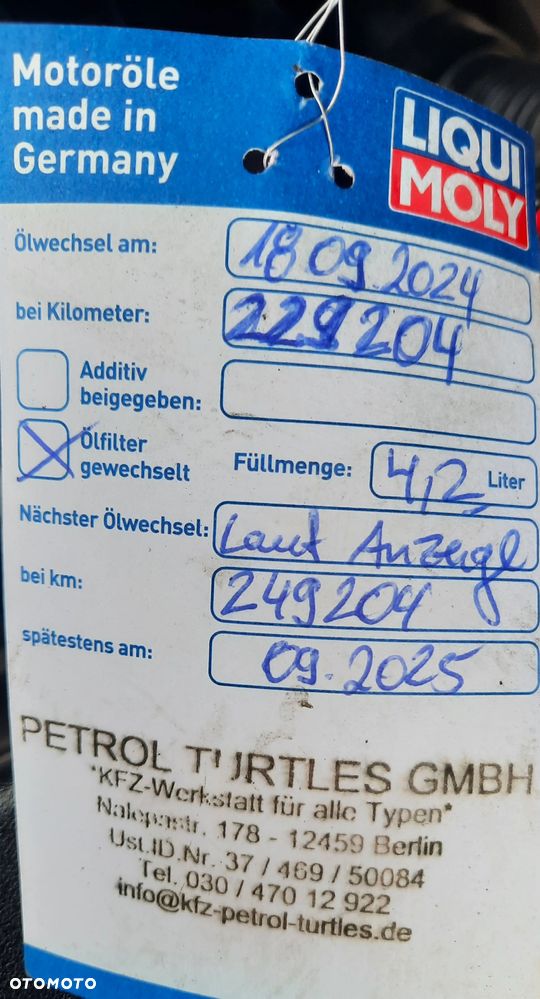 Motoröle
made in
Germany
LIQUI
MOLY
Ölwechsel am: 18 09.2024
bei Kilometer: 229204
Additiv
beigegeben:
Ölfilter
gewechselt
Füllmenge: 4,2 Liter
Nächster Ölwechsel: Laut Anzeige
bei km: 249204
spätestens am: 09.2025
PETROL TURTLES GMBH
"KFZ-Werkstatt für alle Typen"
Nalepastr. 178 - 12459 Berlin
Ust.ID.Nr. 37 / 469 / 50084
Tel. 030 / 470 12 922
info@kfz-petrol-turtles.de
OTOMOTO